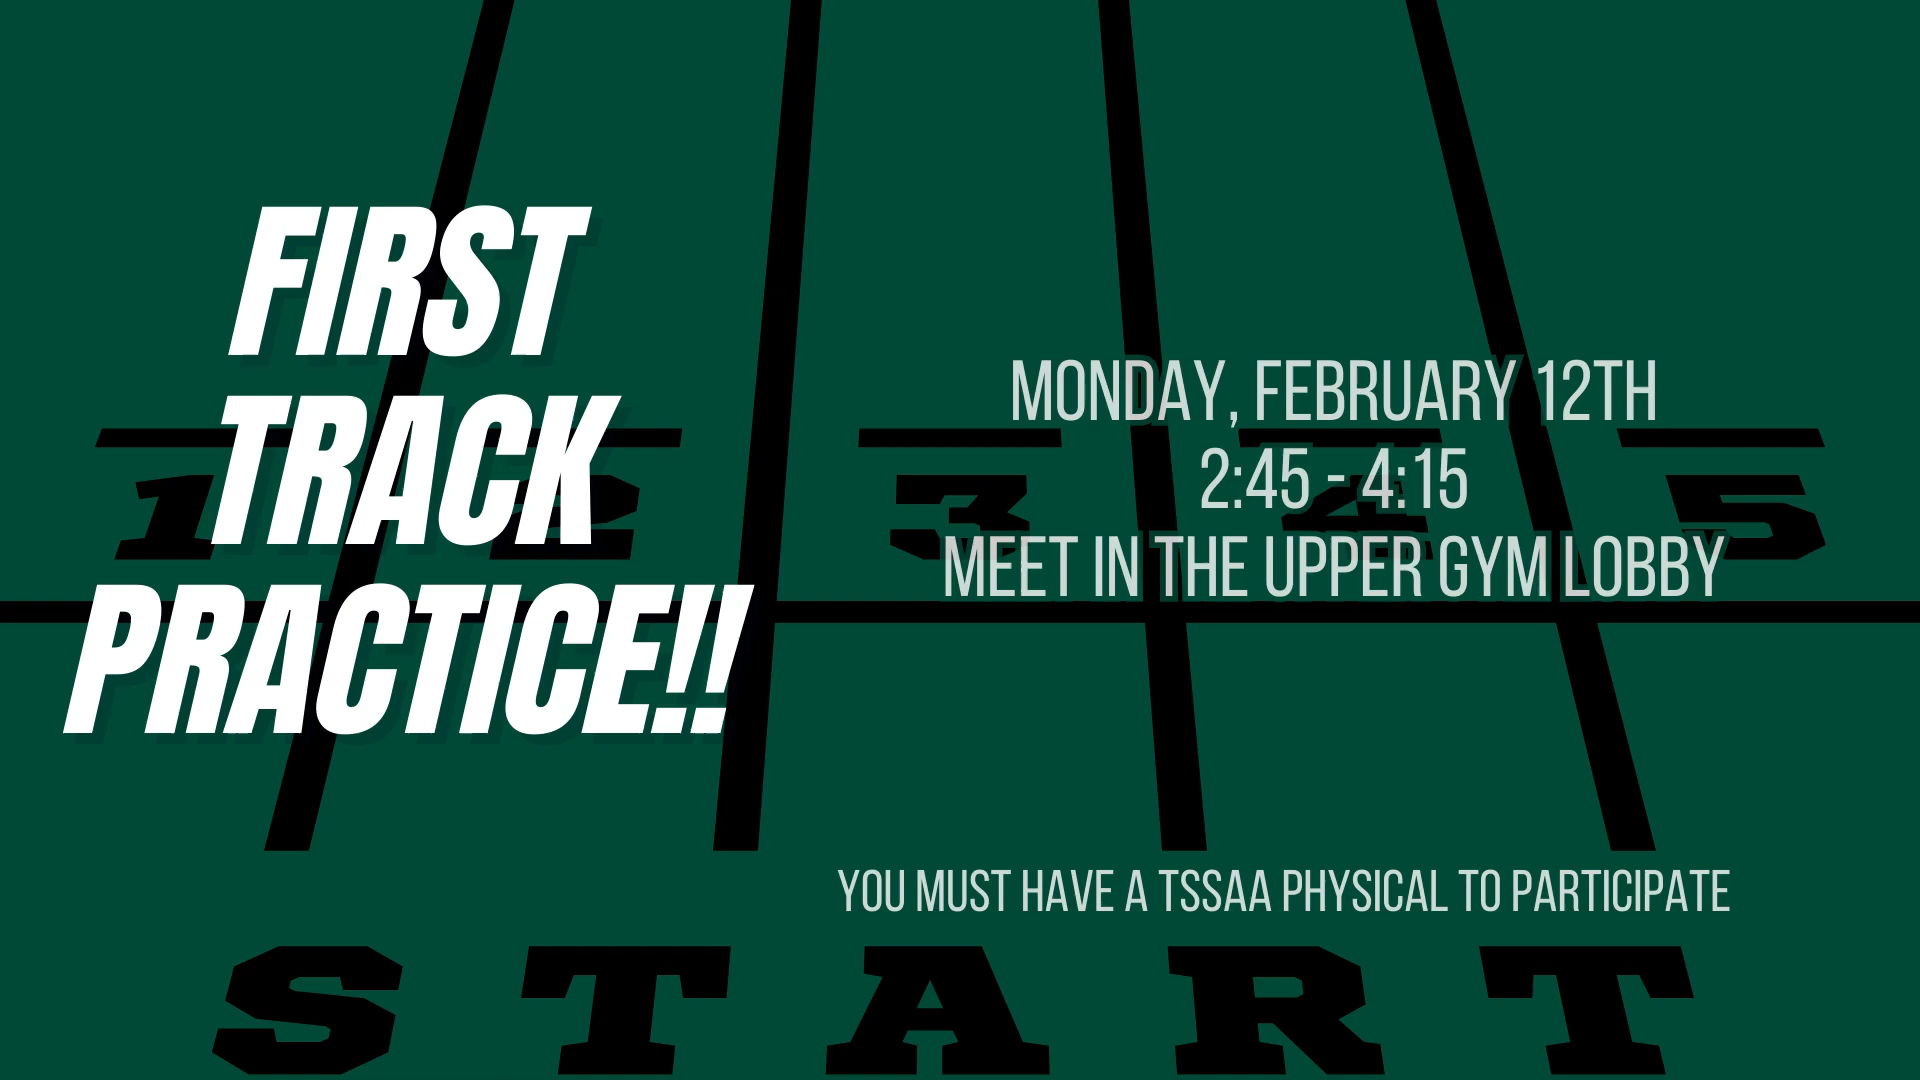 FIRST
TRACK
PRACTICE!!
MONDAY, FEBRUARY 12TH
2:45 - 4:15
MEET IN THE UPPER GYM LOBBY
1 2 3 4 5
YOU MUST HAVE A TSSAA PHYSICAL TO PARTICIPATE
START